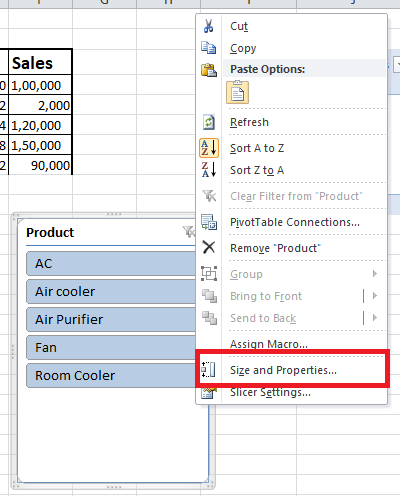 F G H I J
Sales
0 1,00,000
2 2,000
4 1,20,000
8 1,50,000
2 90,000
Product
AC
Air cooler
Air Purifier
Fan
Room Cooler
Cut
Copy
Paste Options:
Refresh
Sort A to Z
Sort Z to A
Clear Filter from "Product"
PivotTable Connections...
Remove "Product"
Group
Bring to Front
Send to Back
Assign Macro...
Size and Properties...
Slicer Settings...